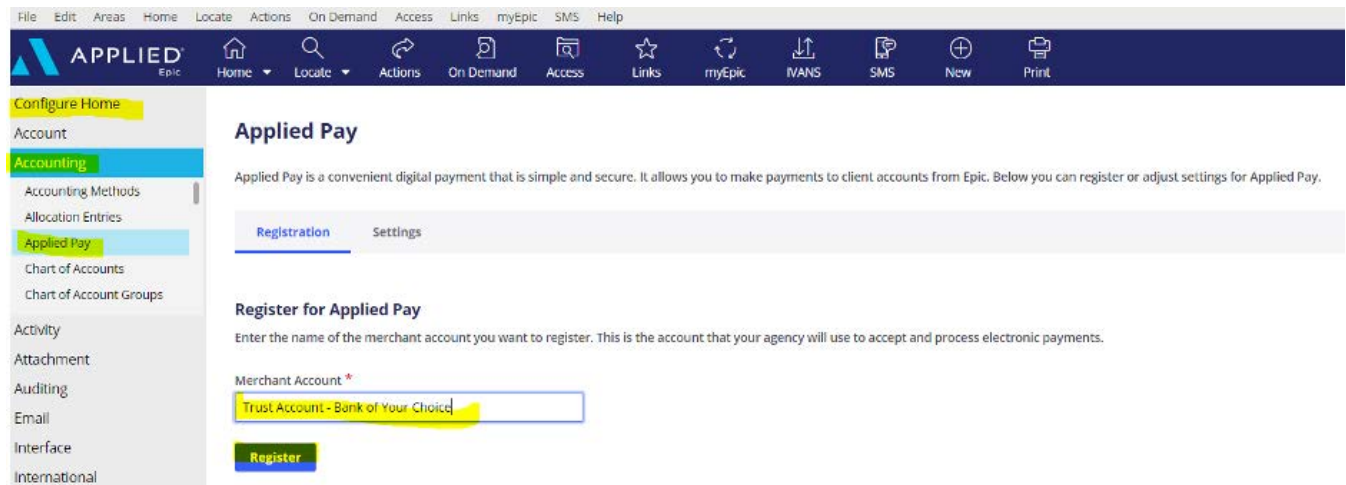 File Edit Areas Home Locate Actions On Demand Access Links myEpic SMS Help
APPLIED
Epic
Home Locate Actions On Demand Access Links myEpic IVANS SMS New Print
Configure Home
Account
Accounting
Accounting Methods
Allocation Entries
Applied Pay
Chart of Accounts
Chart of Account Groups
Activity
Attachment
Auditing
Email
Interface
International
Applied Pay
Applied Pay is a convenient digital payment that is simple and secure. It allows you to make payments to client accounts from Epic. Below you can register or adjust settings for Applied Pay.
Registration Settings
Register for Applied Pay
Enter the name of the merchant account you want to register. This is the account that your agency will use to accept and process electronic payments.
Merchant Account *
Trust Account - Bank of Your Choice
Register